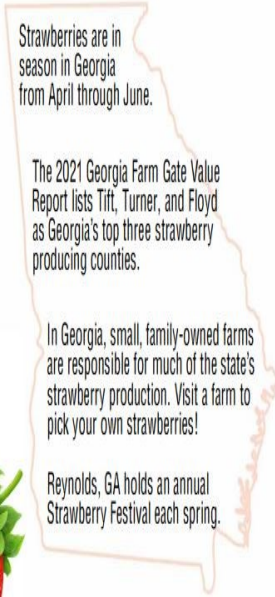 Strawberries are in
season in Georgia
from April through June.
The 2021 Georgia Farm Gate Value
Report lists Tift, Turner, and Floyd
as Georgia's top three strawberry
producing counties.
In Georgia, small, family-owned farms
are responsible for much of the state's
strawberry production. Visit a farm to
pick your own strawberries!
Reynolds, GA holds an annual
Strawberry Festival each spring.